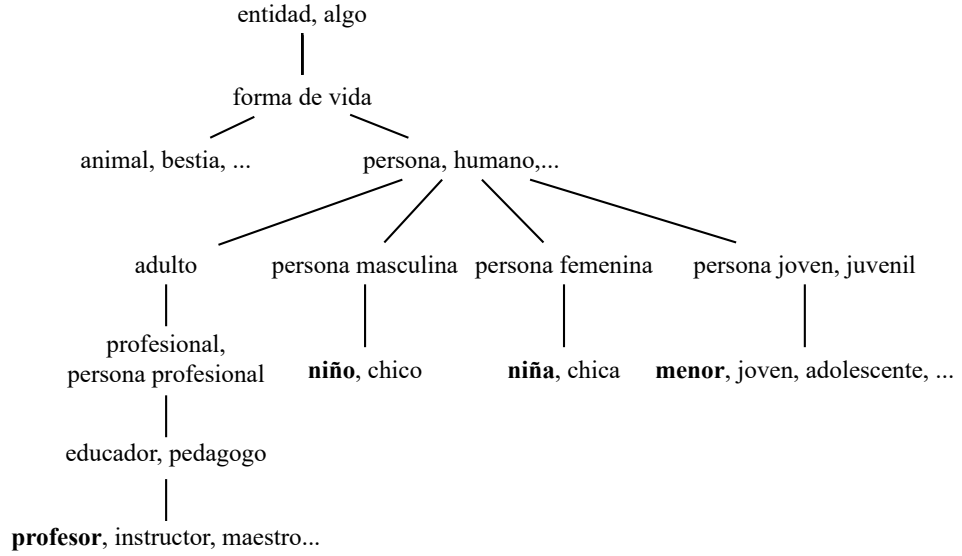 entidad, algo
forma de vida
animal, bestia, ...
persona, humano,...
adulto
persona masculina
persona femenina
persona joven, juvenil
profesional,
persona profesional
niño, chico
niña, chica
menor, joven, adolescente, ...
educador, pedagogo
profesor, instructor, maestro...